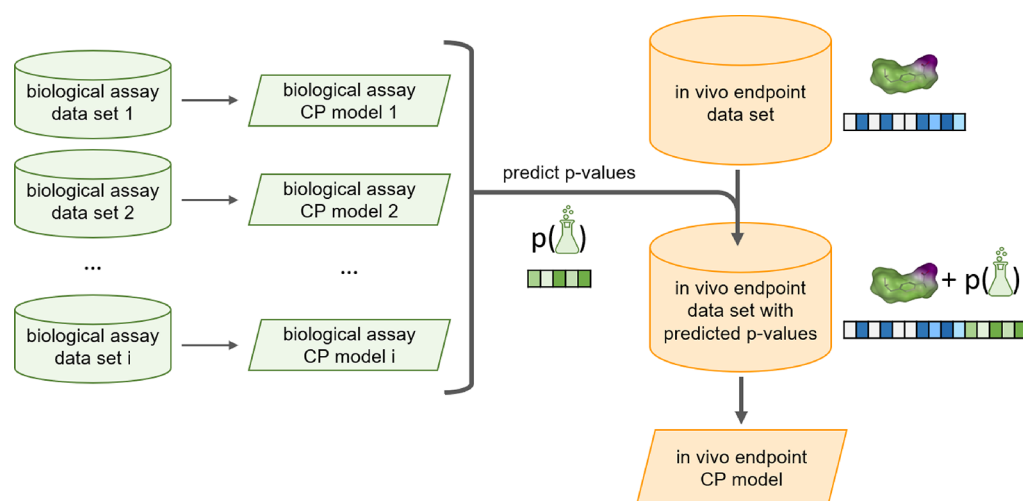 biological assay
data set 1
biological assay
CP model 1
biological assay
data set 2
biological assay
CP model 2
...
...
biological assay
data set i
biological assay
CP model i
predict p-values
p( )
in vivo endpoint
data set
in vivo endpoint
data set with
predicted p-values
+ p( )
in vivo endpoint
CP model